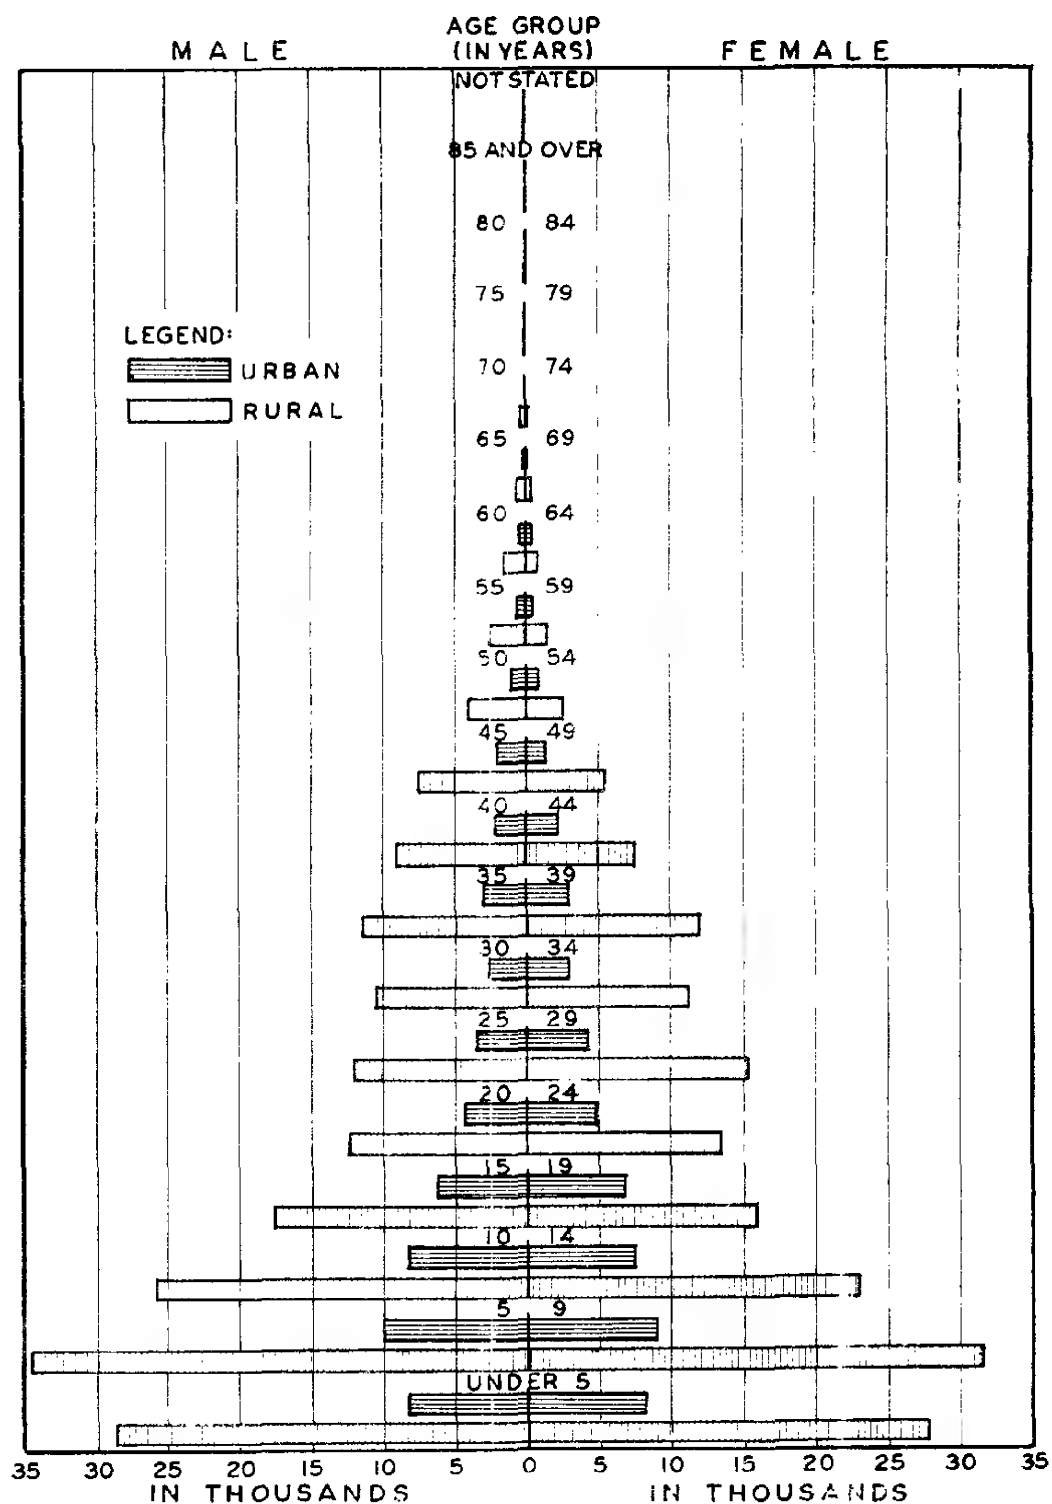 MALE
AGE GROUP
(IN YEARS)
FEMALE
NOT STATED
85 AND OVER
80 84
75 79
70 74
65 69
60 64
55 59
50 54
45 49
40 44
35 39
30 34
25 29
20 24
15 19
10 14
5 9
UNDER 5
LEGEND:
URBAN
RURAL
35 30 25 20 15 10 5 0 5 10 15 20 25 30 35
IN THOUSANDS
IN THOUSANDS